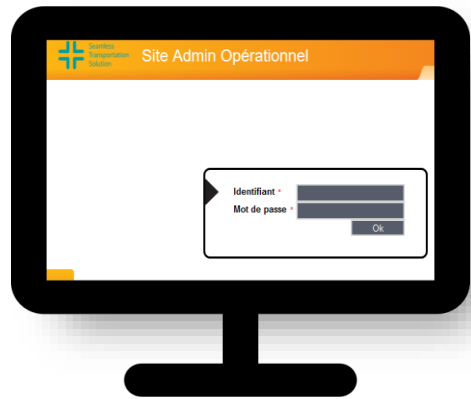 Seamless
Transportation
Solution
Site Admin Opérationnel
Identifiant *
Mot de passe *
Ok